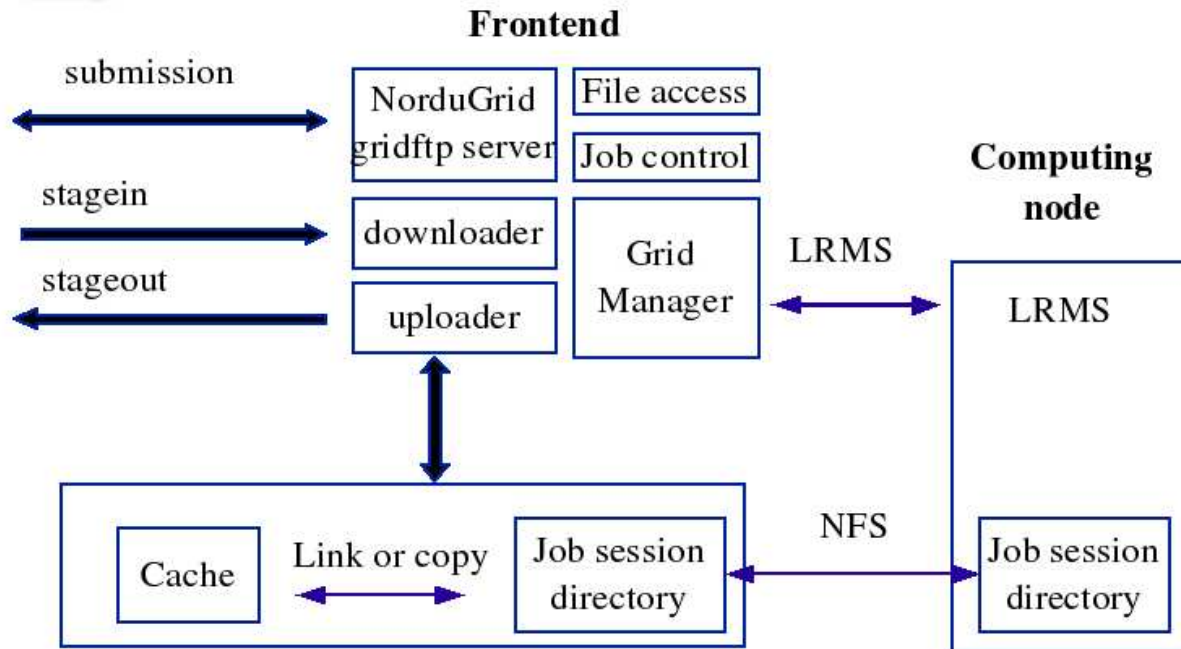 Frontend
submission
NorduGrid
gridftp server
File access
Job control
stagein
downloader
stageout
uploader
Grid
Manager
LRMS
Computing
node
LRMS
Cache
Link or copy
Job session
directory
NFS
Job session
directory